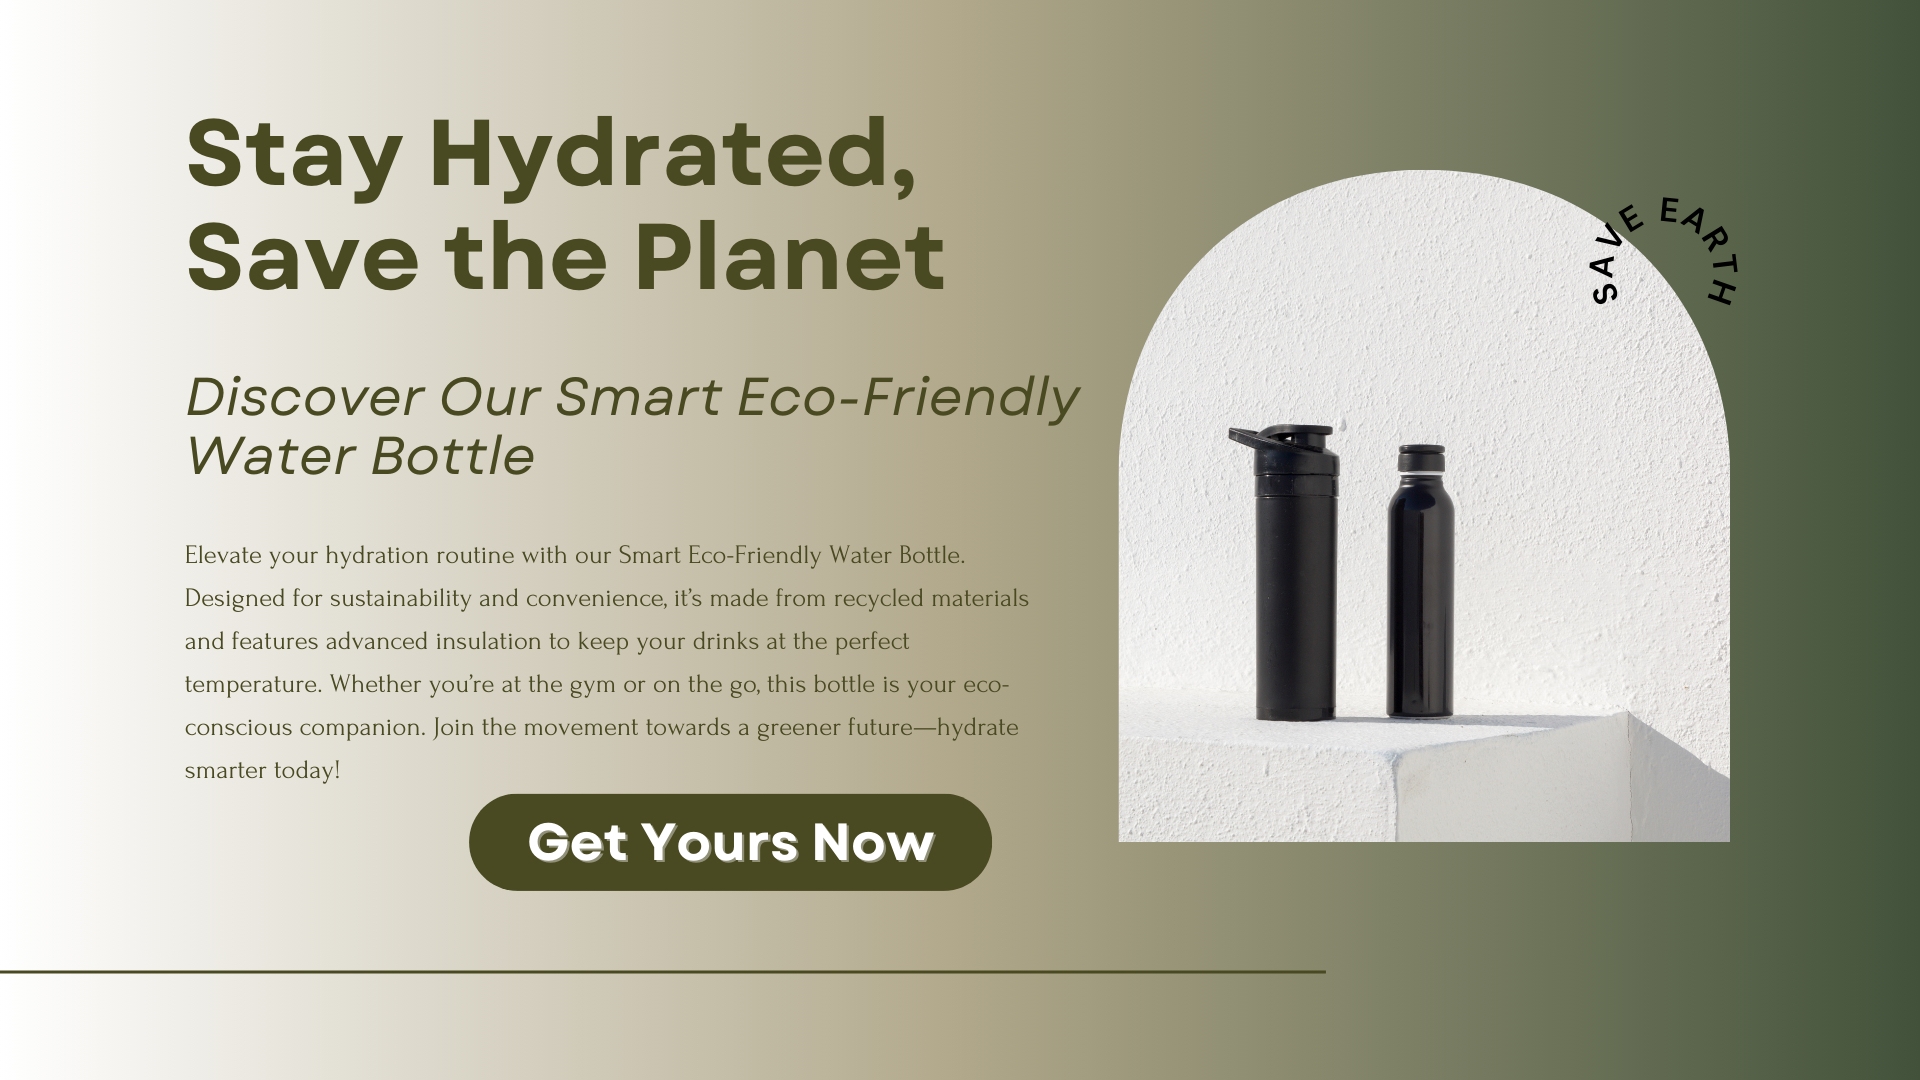 Stay Hydrated,
Save the Planet
Discover Our Smart Eco-Friendly
Water Bottle
Elevate your hydration routine with our Smart Eco-Friendly Water Bottle.
Designed for sustainability and convenience, it’s made from recycled materials
and features advanced insulation to keep your drinks at the perfect
temperature. Whether you’re at the gym or on the go, this bottle is your eco-
conscious companion. Join the movement towards a greener future—hydrate
smarter today!
Get Yours Now
SAVE EARTH